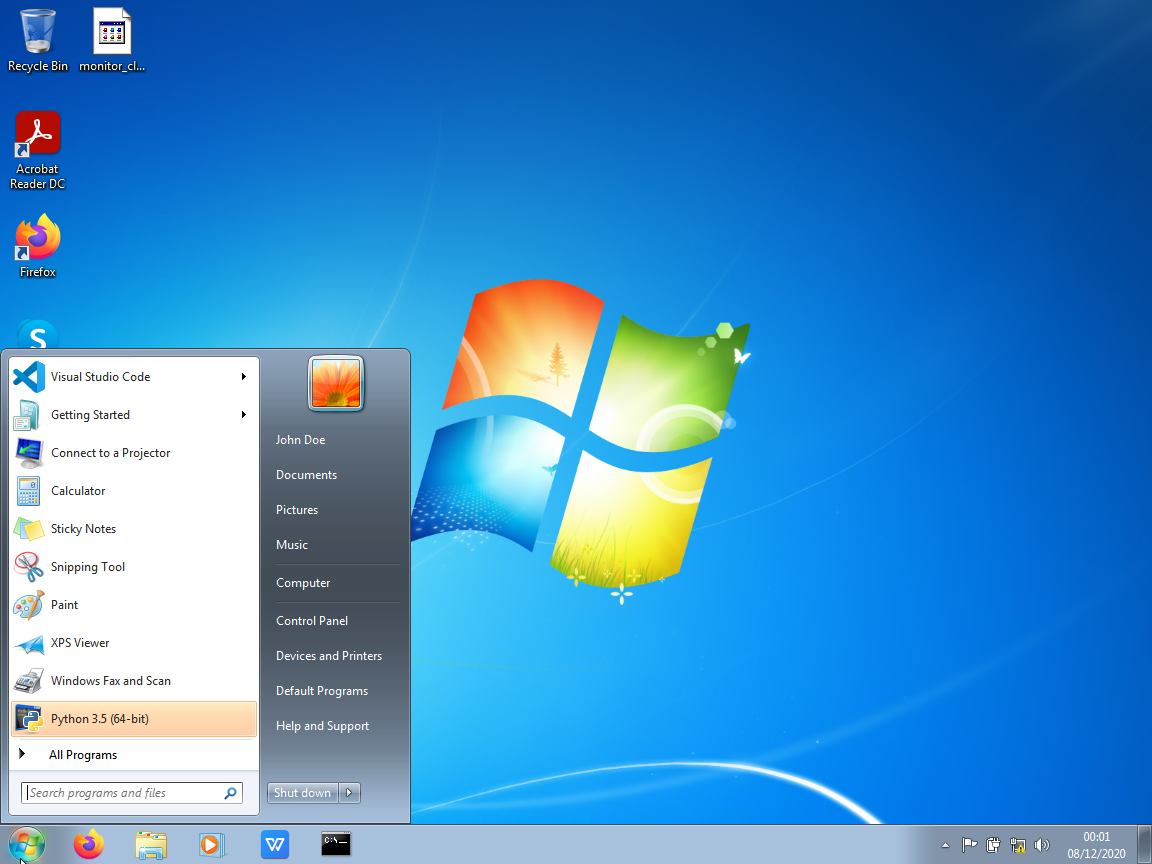 Recycle Bin
monitor_cl...
Acrobat
Reader DC
Firefox
S
Visual Studio Code
Getting Started
Connect to a Projector
Calculator
Sticky Notes
Snipping Tool
Paint
XPS Viewer
Windows Fax and Scan
Python 3.5 (64-bit)
All Programs
Search programs and files
John Doe
Documents
Pictures
Music
Computer
Control Panel
Devices and Printers
Default Programs
Help and Support
Shut down
W
C:\
00:01
08/12/2020